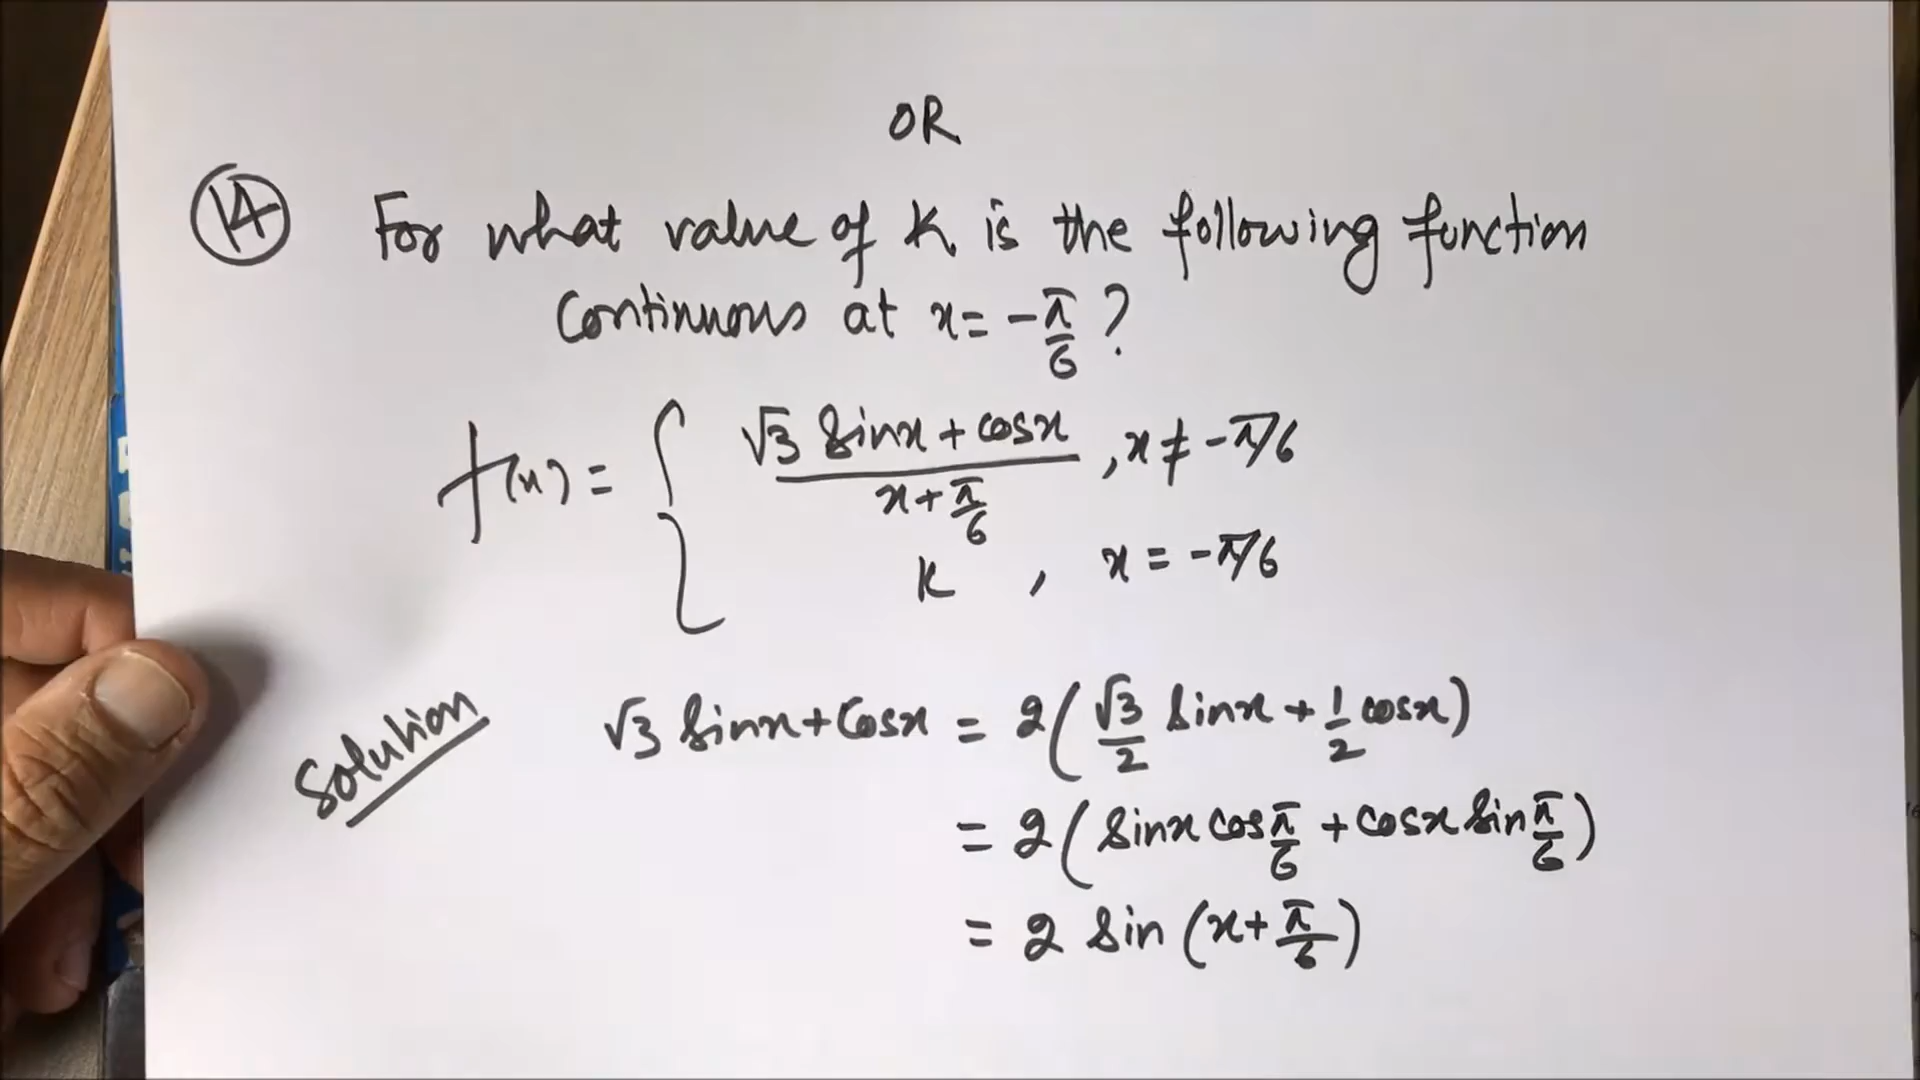 OR
14 For what value of K is the following function
continuous at x = -π/6 ?
f(x) = { √3 sinx + cosx / x + π/6 , x ≠ -π/6
K , x = -π/6
Solution √3 sinx + cosx = 2( √3/2 sinx + 1/2 cosx)
= 2( sinx cos π/6 + cosx sin π/6 )
= 2 sin (x + π/6)